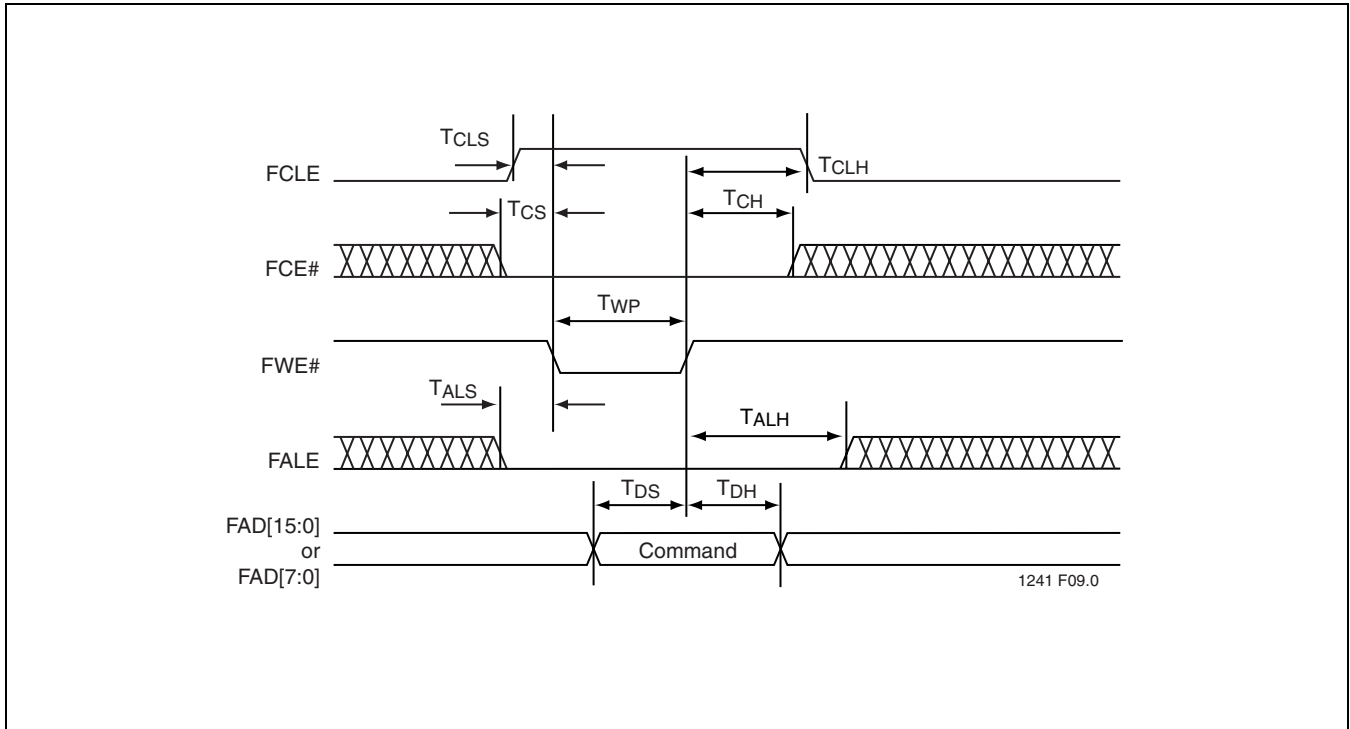 TCLS
FCLE
TCLH
TCS
TCH
FCE#
TWP
FWE#
TALS
TALH
FALE
TDS
TDH
FAD[15:0]
or
FAD[7:0]
Command
1241 F09.0